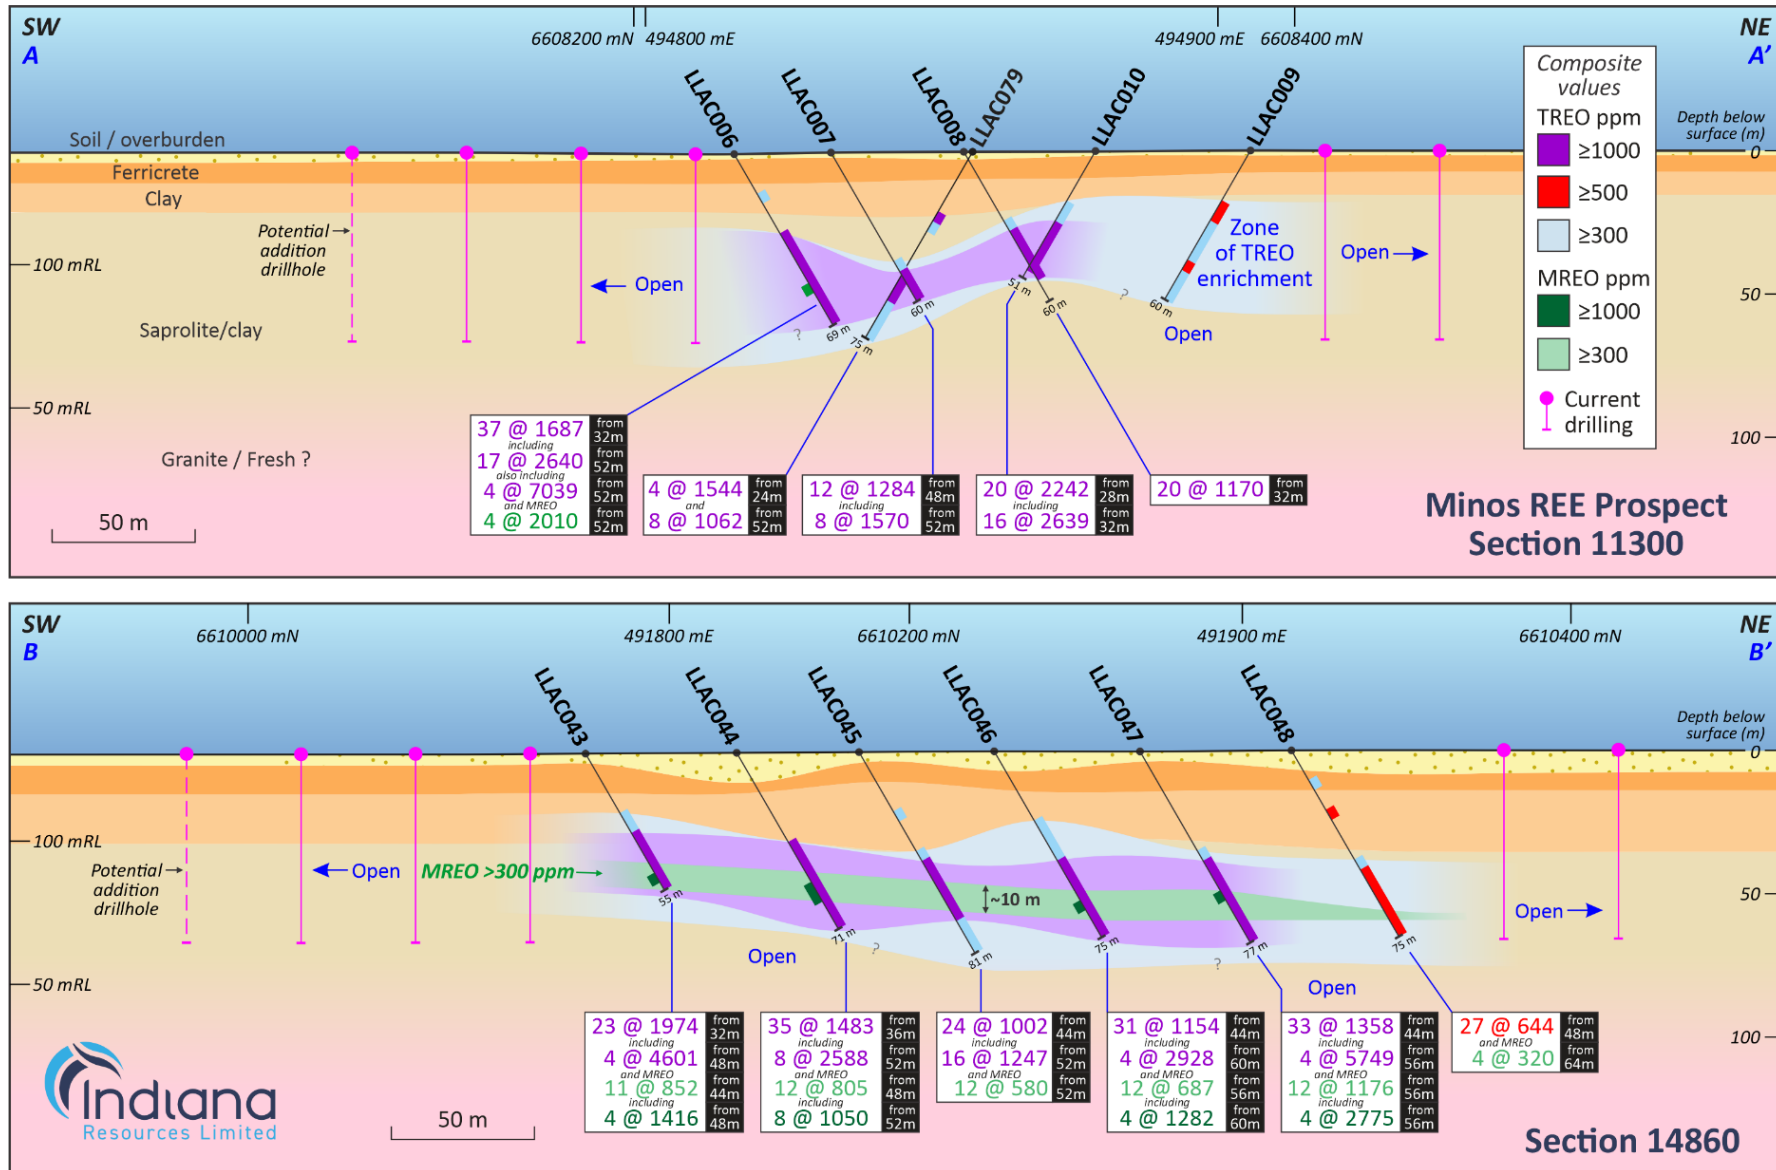 SW
A
6608200 mN
494800 mE
494900 mE
6608400 mN
NE
A'
LLAC006
LLAC007
LLAC008
LLAC079
LLAC010
LLAC009
Composite
values
TREO ppm
≥1000
≥500
≥300
MREO ppm
≥1000
≥300
Current
drilling
Depth below
surface (m)
0
50
100
Soil / overburden
Ferricrete
Clay
Potential
addition
drillhole
100 mRL
Open
Saprolite/clay
50 mRL
Granite / Fresh ?
50 m
?
69 m
75 m
60 m
51 m
60 m
?
60 m
Zone
of TREO
enrichment
Open
Open
37 @ 1687 from 32m
including
17 @ 2640 from 52m
also including
4 @ 7039 from 52m
and MREO
4 @ 2010 from 52m
4 @ 1544 from 24m
and
8 @ 1062 from 52m
12 @ 1284 from 48m
including
8 @ 1570 from 52m
20 @ 2242 from 28m
including
16 @ 2639 from 32m
20 @ 1170 from 32m
Minos REE Prospect
Section 11300
SW
B
6610000 mN
491800 mE
6610200 mN
491900 mE
6610400 mN
NE
B'
LLAC043
LLAC044
LLAC045
LLAC046
LLAC047
LLAC048
Depth below
surface (m)
0
50
100
100 mRL
Potential
addition
drillhole
Open
MREO >300 ppm
~10 m
50 mRL
55 m
71 m
81 m
75 m
77 m
75 m
Open
?
?
Open
Open
23 @ 1974 from 32m
including
4 @ 4601 from 48m
and MREO
11 @ 852 from 44m
including
4 @ 1416 from 48m
35 @ 1483 from 36m
including
8 @ 2588 from 52m
and MREO
12 @ 805 from 48m
including
8 @ 1050 from 52m
24 @ 1002 from 44m
including
16 @ 1247 from 52m
and MREO
12 @ 580 from 52m
31 @ 1154 from 44m
including
4 @ 2928 from 60m
and MREO
12 @ 687 from 56m
including
4 @ 1282 from 60m
33 @ 1358 from 44m
including
4 @ 5749 from 56m
and MREO
12 @ 1176 from 56m
including
4 @ 2775 from 56m
27 @ 644 from 48m
and MREO
4 @ 320 from 64m
Indiana
Resources Limited
50 m
Section 14860